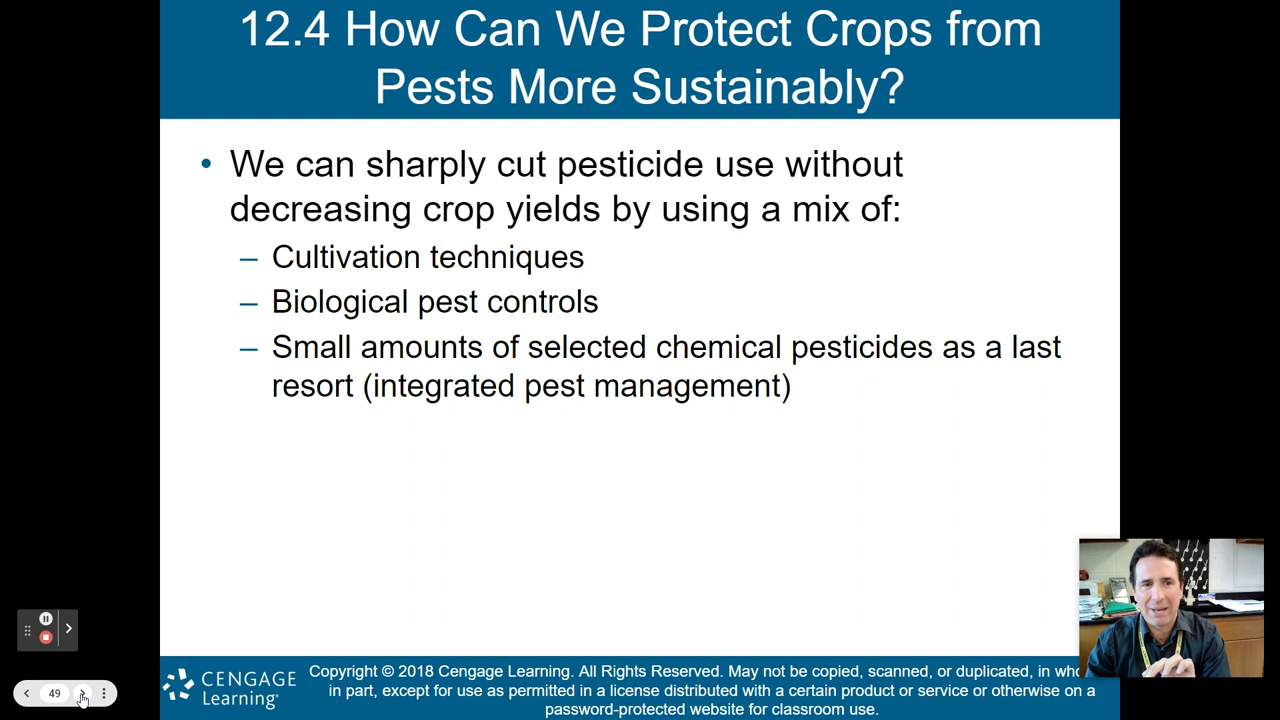 12.4 How Can We Protect Crops from
Pests More Sustainably?
• We can sharply cut pesticide use without
decreasing crop yields by using a mix of:
– Cultivation techniques
– Biological pest controls
– Small amounts of selected chemical pesticides as a last
resort (integrated pest management)
49
CENGAGE
Learning®
Copyright © 2018 Cengage Learning. All Rights Reserved. May not be copied, scanned, or duplicated, in
in part, except for use as permitted in a license distributed with a certain product or service or otherwise on a
password-protected website for classroom use.